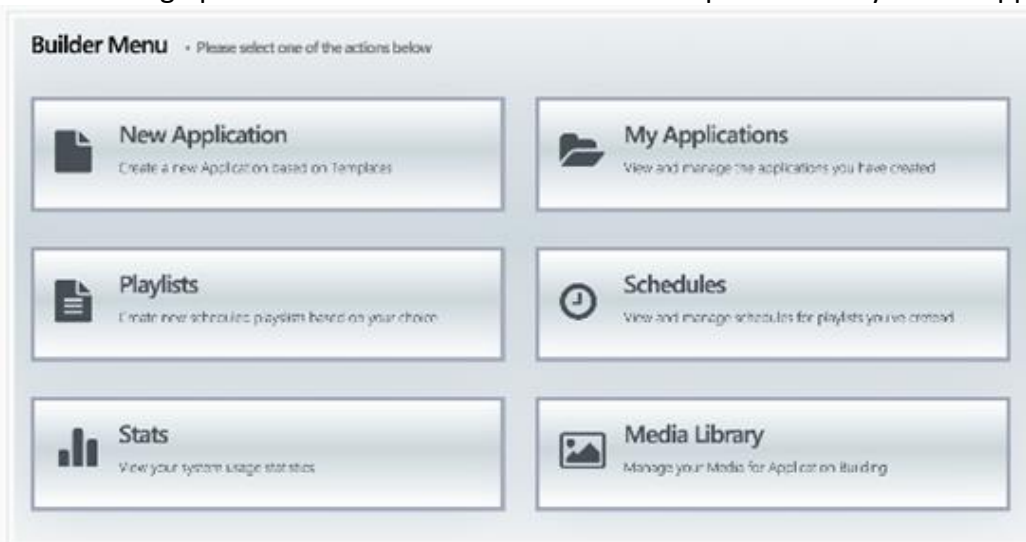 Builder Menu • Please select one of the actions below
New Application
Create a new Application based on Templates
My Applications
View and manage the applications you have created
Playlists
Create new scheduled playslists based on your choice
Schedules
View and manage schedules for playlists you've
Stats
View your system usage statistics
Media Library
Manage your Media for Application Building